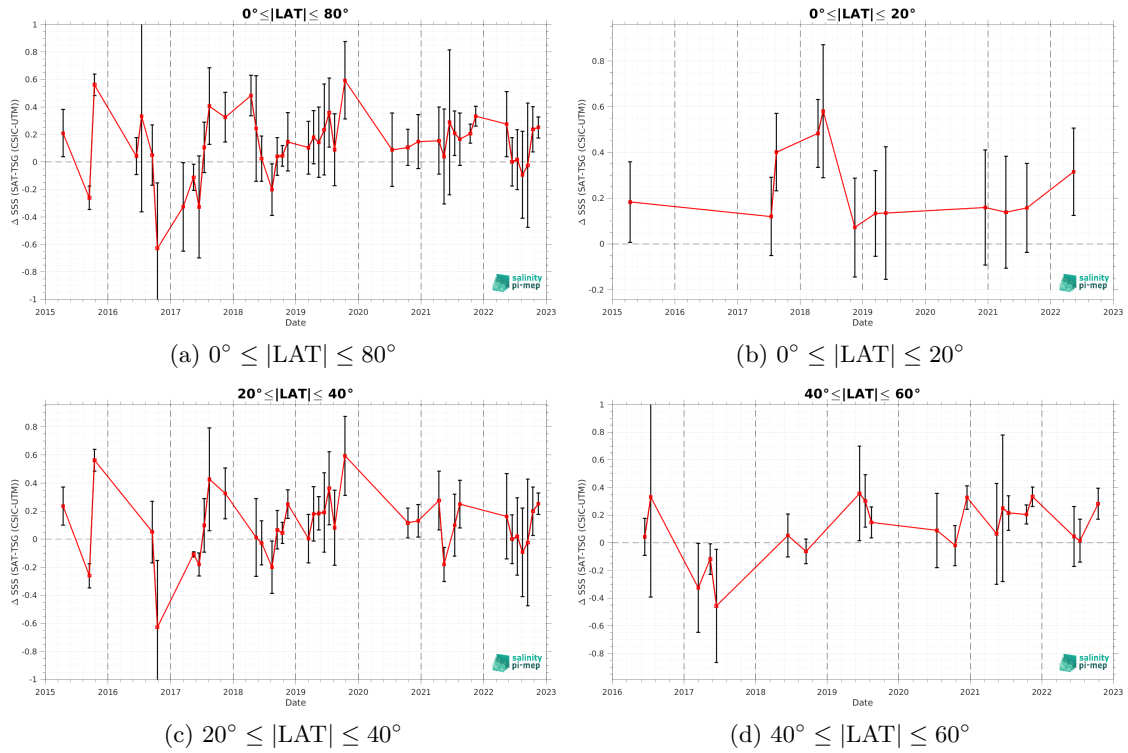 0°≤|LAT|≤ 80°
Δ SSS (SAT-TSG (CSIC-UTM))
1
0.8
0.6
0.4
0.2
0
-0.2
-0.4
-0.6
-0.8
-1
2015 2016 2017 2018 2019 2020 2021 2022 2023
Date
salinity
pi-mep
(a) 0° ≤ |LAT| ≤ 80°
0°≤|LAT|≤ 20°
Δ SSS (SAT-TSG (CSIC-UTM))
0.8
0.6
0.4
0.2
0
-0.2
2015 2016 2017 2018 2019 2020 2021 2022 2023
Date
salinity
pi-mep
(b) 0° ≤ |LAT| ≤ 20°
20°≤|LAT|≤ 40°
Δ SSS (SAT-TSG (CSIC-UTM))
0.8
0.6
0.4
0.2
0
-0.2
-0.4
-0.6
-0.8
-1
2015 2016 2017 2018 2019 2020 2021 2022 2023
Date
salinity
pi-mep
(c) 20° ≤ |LAT| ≤ 40°
40°≤|LAT|≤ 60°
Δ SSS (SAT-TSG (CSIC-UTM))
1
0.8
0.6
0.4
0.2
0
-0.2
-0.4
-0.6
-0.8
2016 2017 2018 2019 2020 2021 2022 2023
Date
salinity
pi-mep
(d) 40° ≤ |LAT| ≤ 60°